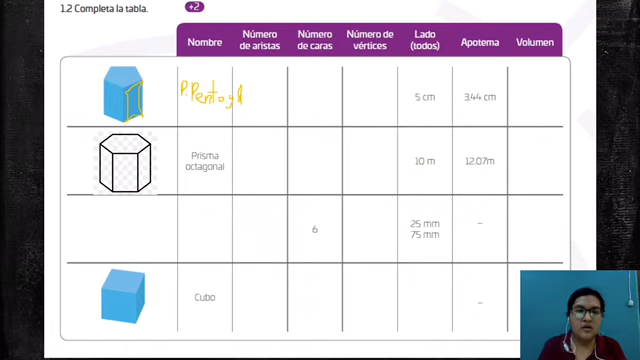 1.2 Completa la tabla.
+2
Nombre
Número de aristas
Número de caras
Número de vértices
Lado (todos)
Apotema
Volumen
P. Pentag
5 cm
3.44 cm
Prisma octagonal
10 m
12.07m
6
25 mm
75 mm
–
Cubo
–